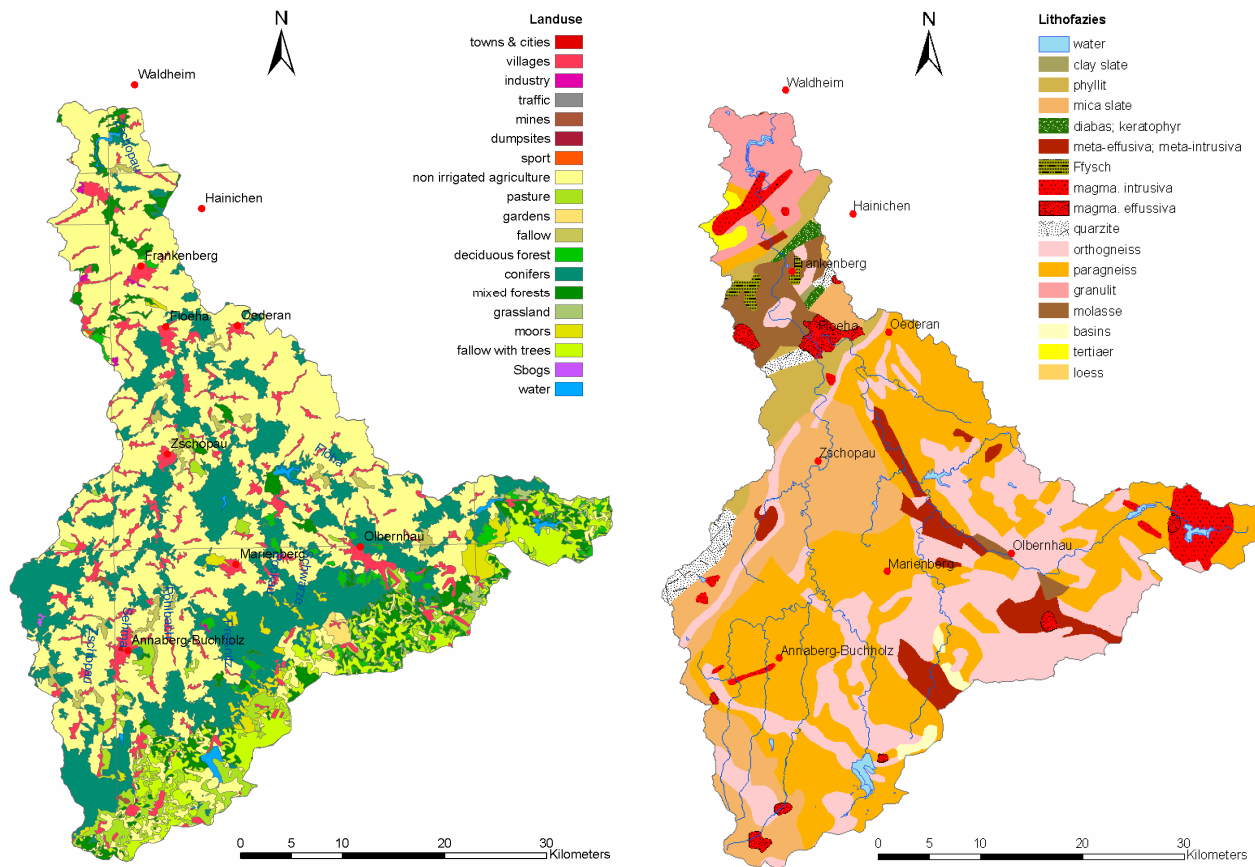 N
Landuse
towns & cities
villages
industry
traffic
mines
dumpsites
sport
non irrigated agriculture
pasture
gardens
fallow
deciduous forest
conifers
mixed forests
grassland
moors
fallow with trees
Sbogs
water
Waldheim
Zschopau
Hainichen
Frankenberg
Floeha
Oederan
Zschopau
Flöha
Olbernhau
Marienberg
Schwarze
Sehma
Zschopau
Annaberg-Buchholz
0 10 20 30
Kilometers
N
Lithofazies
water
clay slate
phyllit
mica slate
diabas; keratophyr
meta-effusiva; meta-intrusiva
Ffysch
magma. intrusiva
magma. effussiva
quarzite
orthogneiss
paragneiss
granulit
molasse
basins
tertiaer
loess
Waldheim
Hainichen
Frankenberg
Floeha
Oederan
Zschopau
Olbernhau
Marienberg
Annaberg-Buchholz
0 5 10 20 30
Kilometers